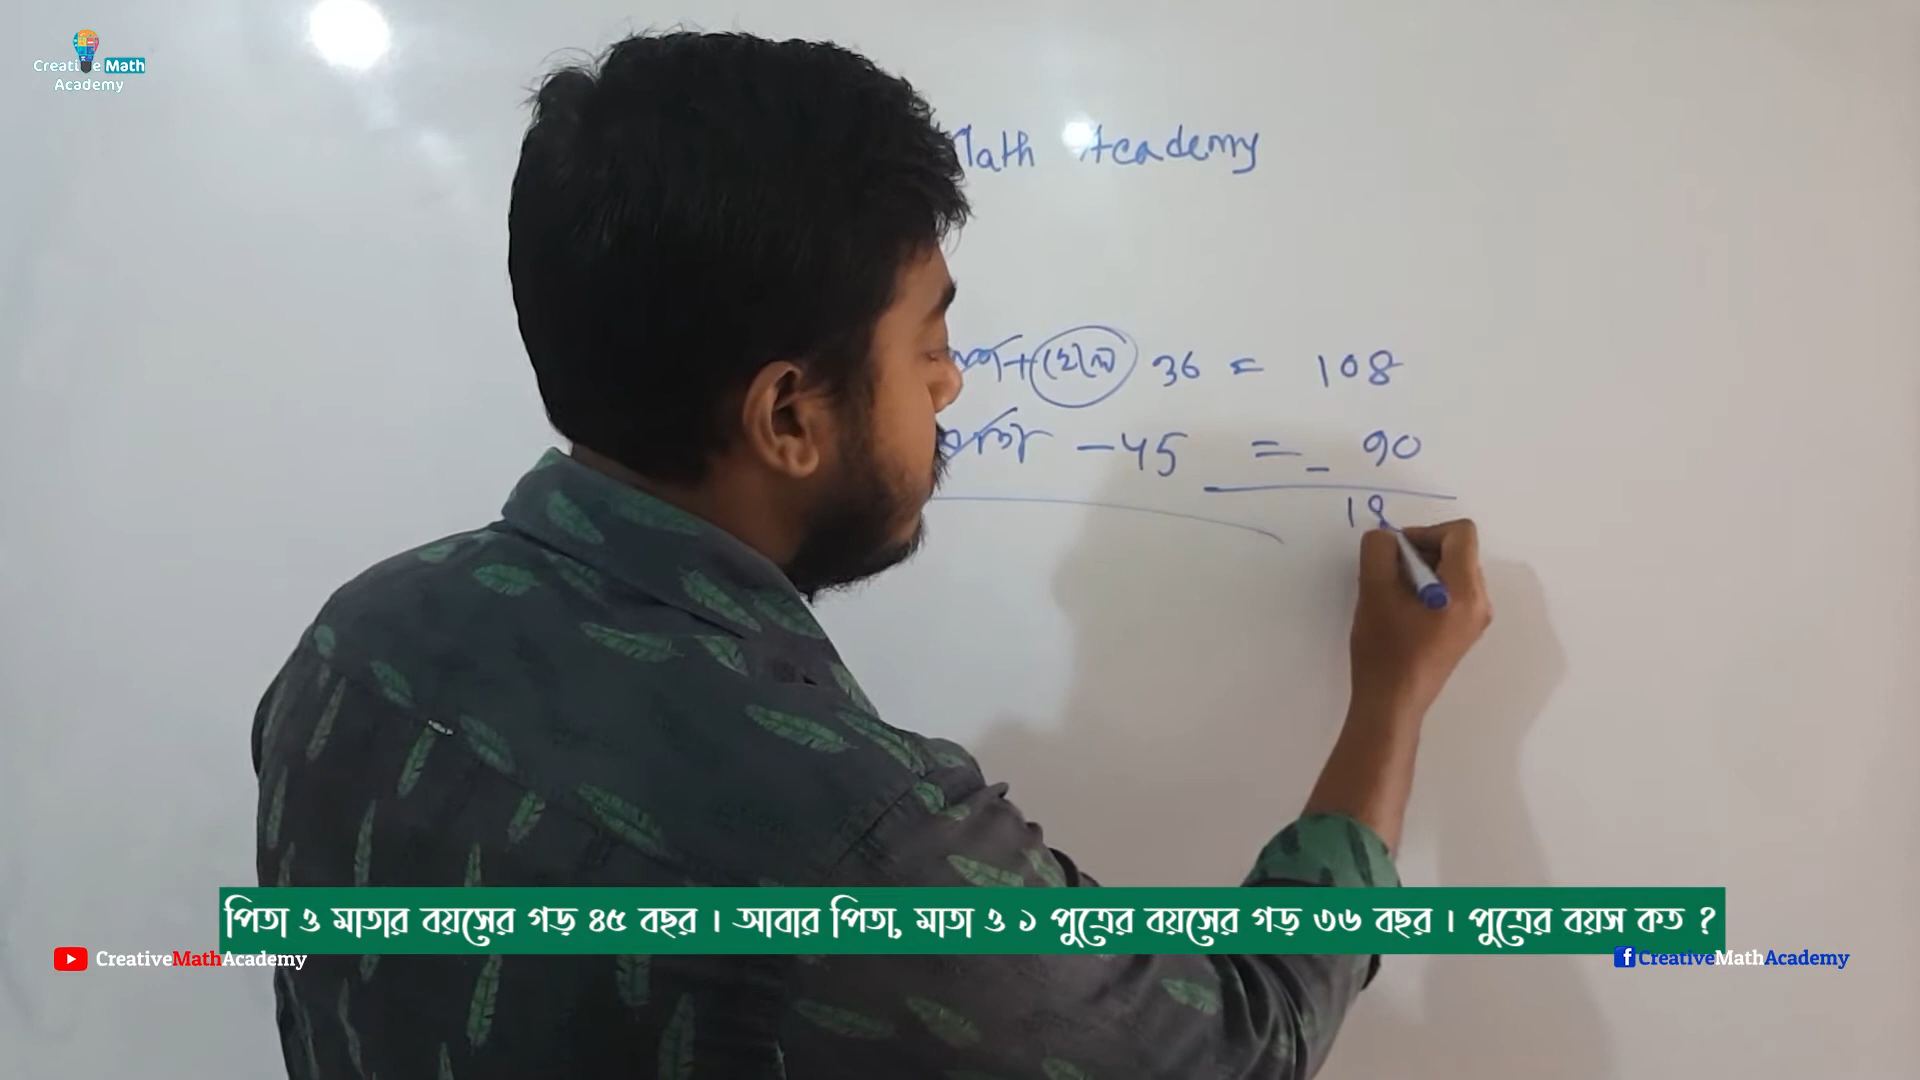 Creative Math
Academy
Math Academy
+ ছেলে 36 = 108
মাতা - 45 = - 90
18
পিতা ও মাতার বয়সের গড় ৪৫ বছর । আবার পিতা, মাতা ও ১ পুত্রের বয়সের গড় ৩৬ বছর । পুত্রের বয়স কত ?
CreativeMathAcademy
CreativeMathAcademy